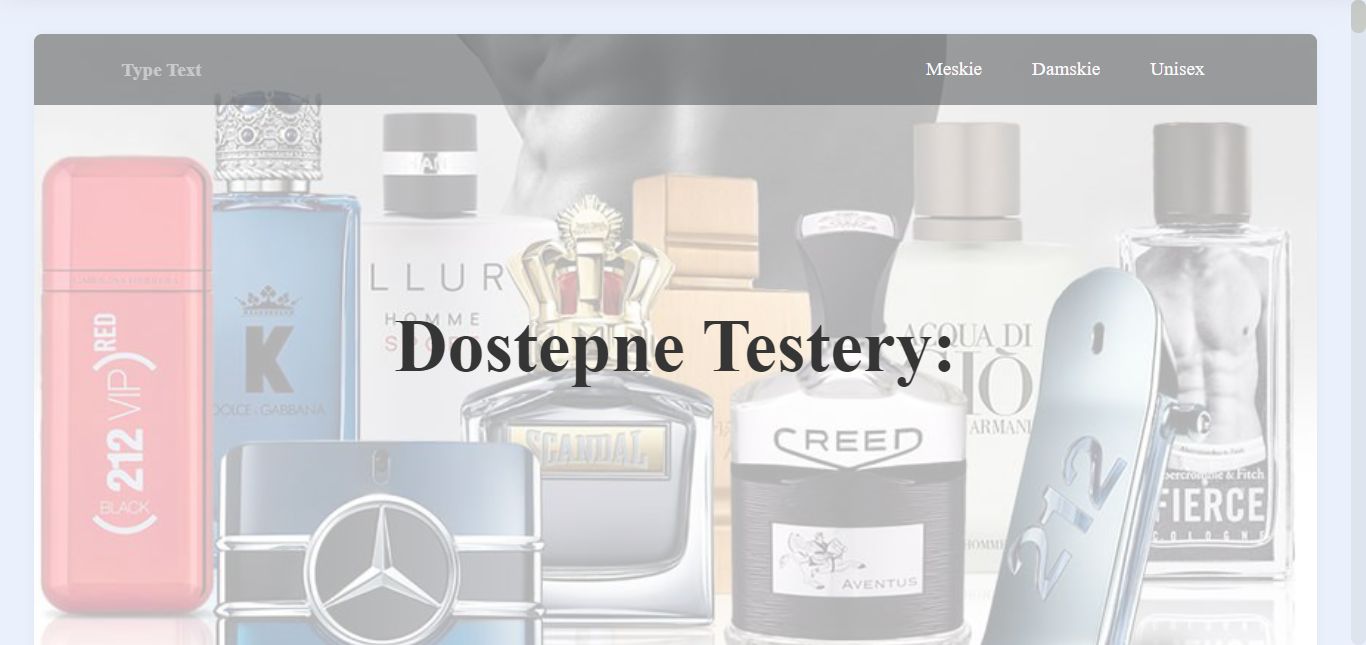 Type Text
Meskie
Damskie
Unisex
Dostepne Testery:
CAROLINA HERRERA
212 VIP
RED
BLACK
K
DOLCE & GABBANA
HOMME
SPORT
SCANDAL
CREED
AVENTUS
ACQUA DI
GIÒ
ARMANI
HOMME
212
Abercrombie & Fitch
FIERCE
COLOGNE